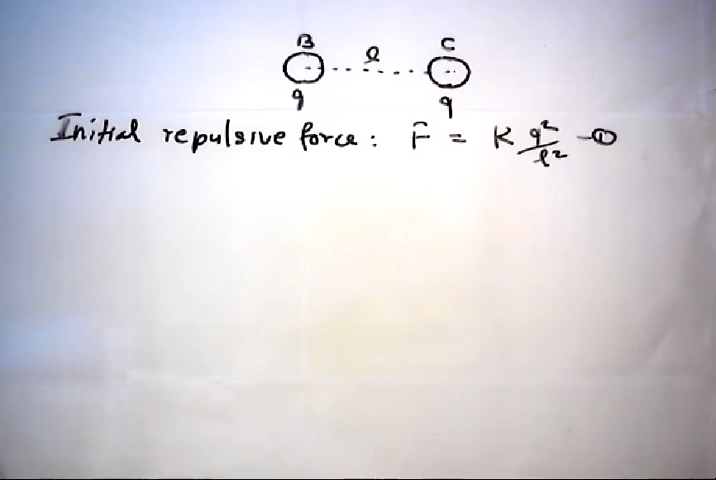 B l C
q q
Initial repulsive force : F = K q²/l² —①